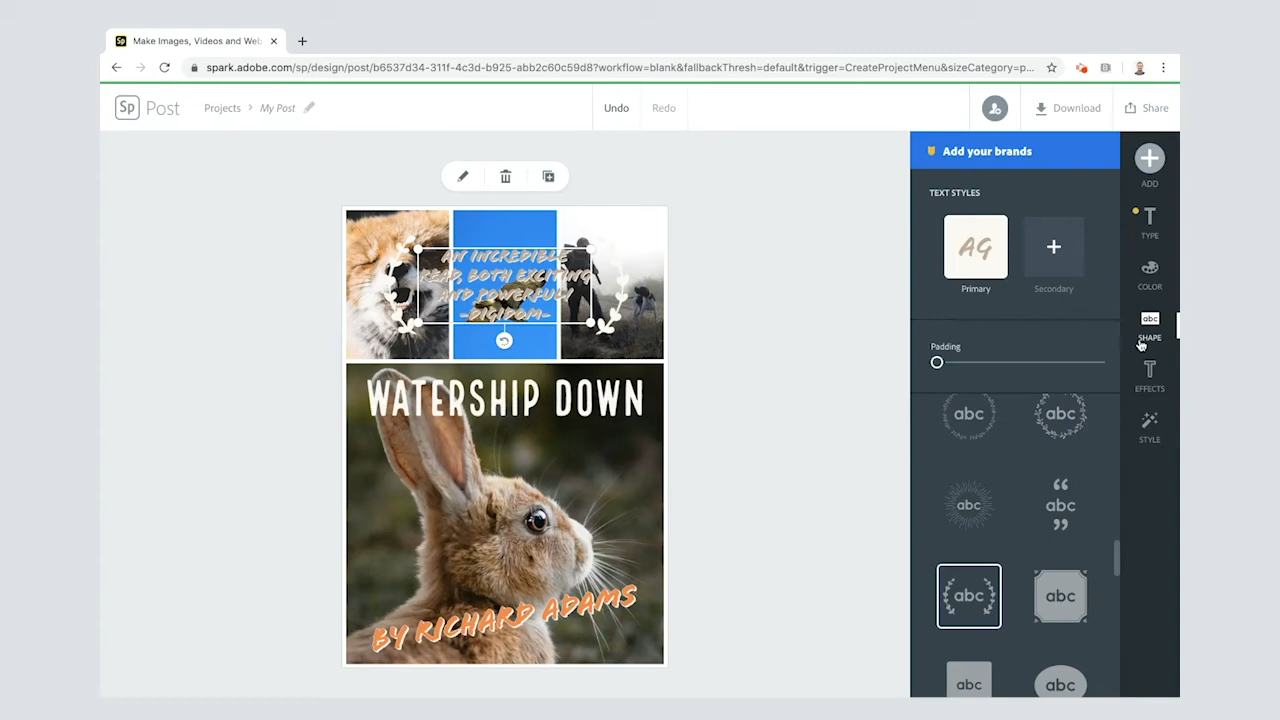 Sp Make Images, Videos and Web
spark.adobe.com/sp/design/post/b6537d34-311f-4c3d-b925-abb2c60c59d8?workflow=blank&fallbackThresh=default&trigger=CreateProjectMenu&sizeCategory=p...
Sp Post Projects > My Post Undo Redo Download Share
Add your brands
ADD
TEXT STYLES
AG
Primary
Secondary
TYPE
COLOR
SHAPE
EFFECTS
STYLE
Padding
abc abc
abc “ abc ”
abc abc
abc abc
AN INCREDIBLE
READ, BOTH EXCITING
AND POWERFUL!
-DIGIDOM-
WATERSHIP DOWN
BY RICHARD ADAMS